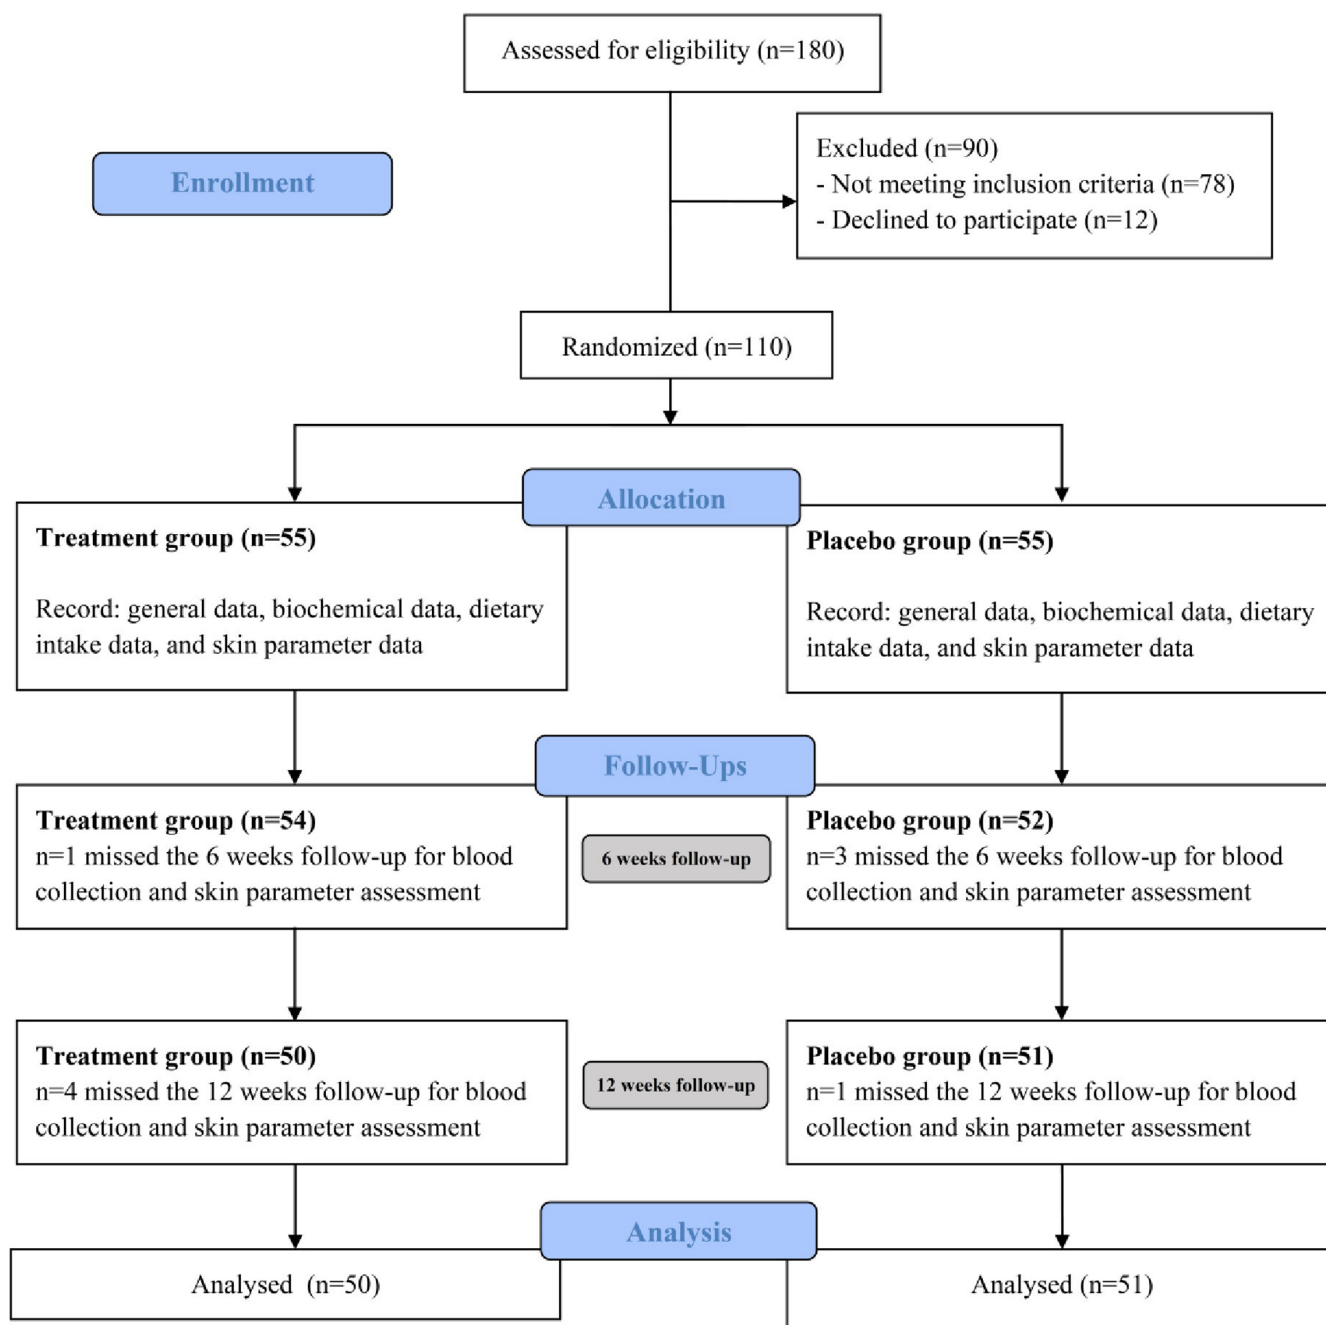 Assessed for eligibility (n=180)
Excluded (n=90)
- Not meeting inclusion criteria (n=78)
- Declined to participate (n=12)
Enrollment
Randomized (n=110)
Allocation
Treatment group (n=55)
Record: general data, biochemical data, dietary
intake data, and skin parameter data
Placebo group (n=55)
Record: general data, biochemical data, dietary
intake data, and skin parameter data
Follow-Ups
Treatment group (n=54)
n=1 missed the 6 weeks follow-up for blood
collection and skin parameter assessment
6 weeks follow-up
Placebo group (n=52)
n=3 missed the 6 weeks follow-up for blood
collection and skin parameter assessment
Treatment group (n=50)
n=4 missed the 12 weeks follow-up for blood
collection and skin parameter assessment
12 weeks follow-up
Placebo group (n=51)
n=1 missed the 12 weeks follow-up for blood
collection and skin parameter assessment
Analysis
Analysed (n=50)
Analysed (n=51)